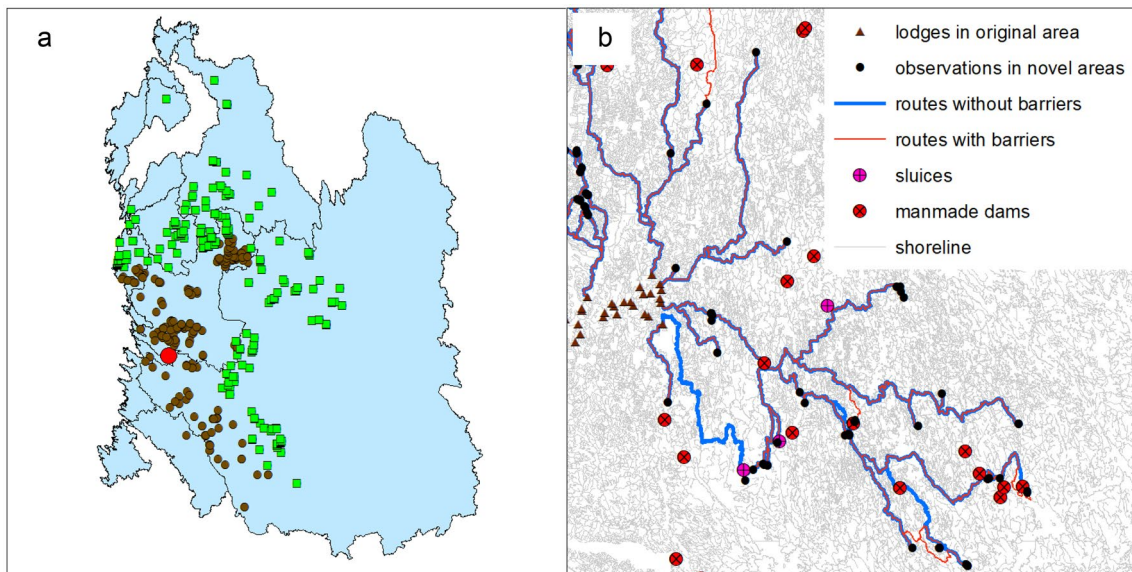 a
b
lodges in original area
observations in novel areas
routes without barriers
routes with barriers
sluices
manmade dams
shoreline